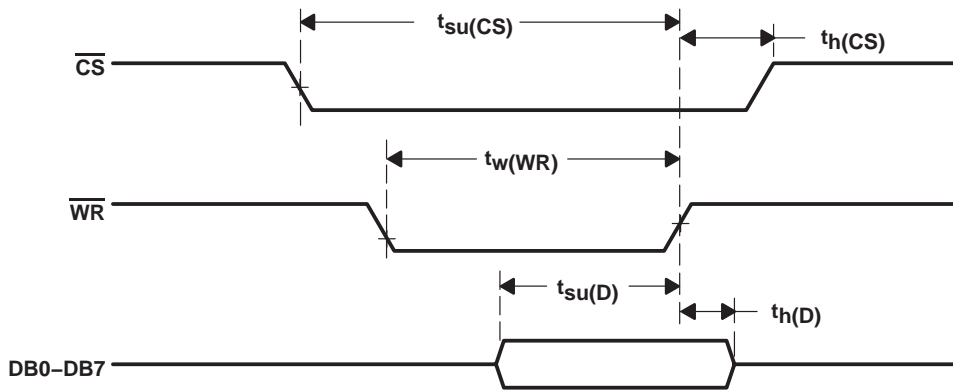 tsu(CS)
th(CS)
CS
tw(WR)
WR
tsu(D)
th(D)
DB0–DB7